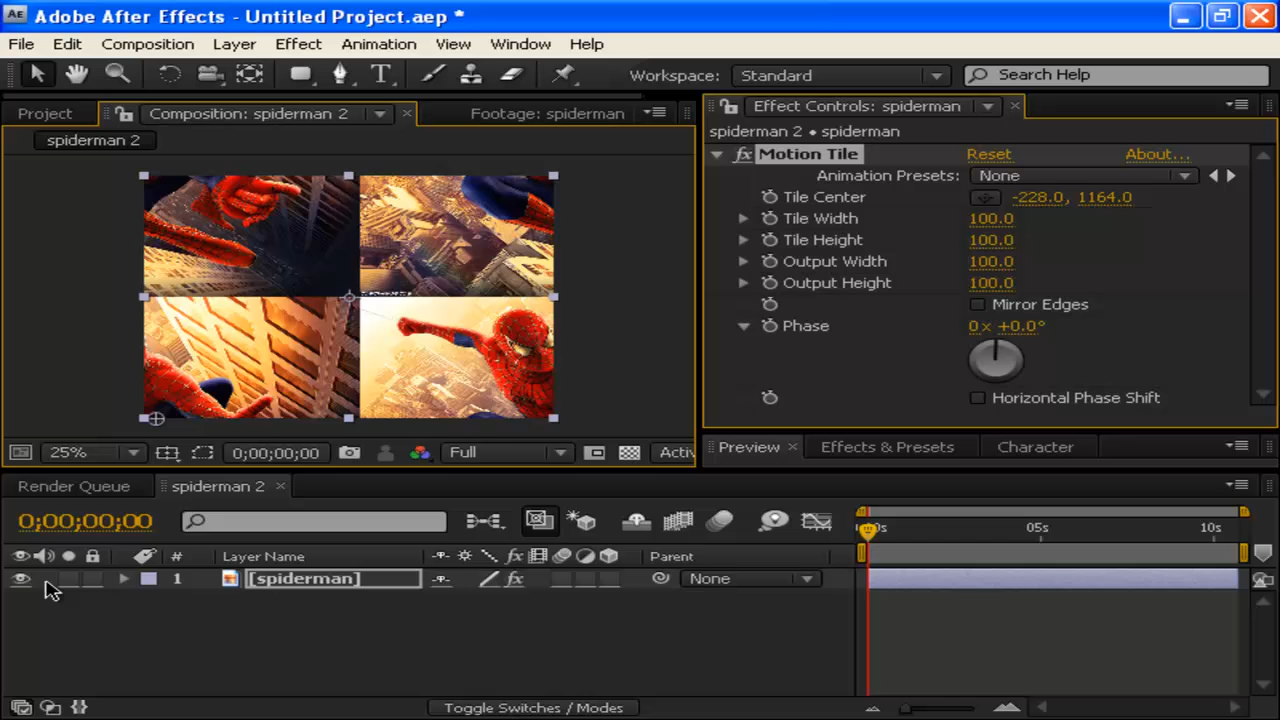 AE Adobe After Effects - Untitled Project.aep *
File Edit Composition Layer Effect Animation View Window Help
T Workspace: Standard Search Help
Project Composition: spiderman 2 × Footage: spiderman Effect Controls: spiderman ×
spiderman 2
spiderman 2 • spiderman
fx Motion Tile Reset About...
Animation Presets: None
Tile Center -228.0, 1164.0
Tile Width 100.0
Tile Height 100.0
Output Width 100.0
Output Height 100.0
Mirror Edges
Phase 0 x +0.0°
Horizontal Phase Shift
25% 0;00;00;00 Full Activ
Preview × Effects & Presets Character
Render Queue spiderman 2 ×
0;00;00;00
05s 10s
# Layer Name fx Parent
1 [spiderman] fx None
Toggle Switches / Modes